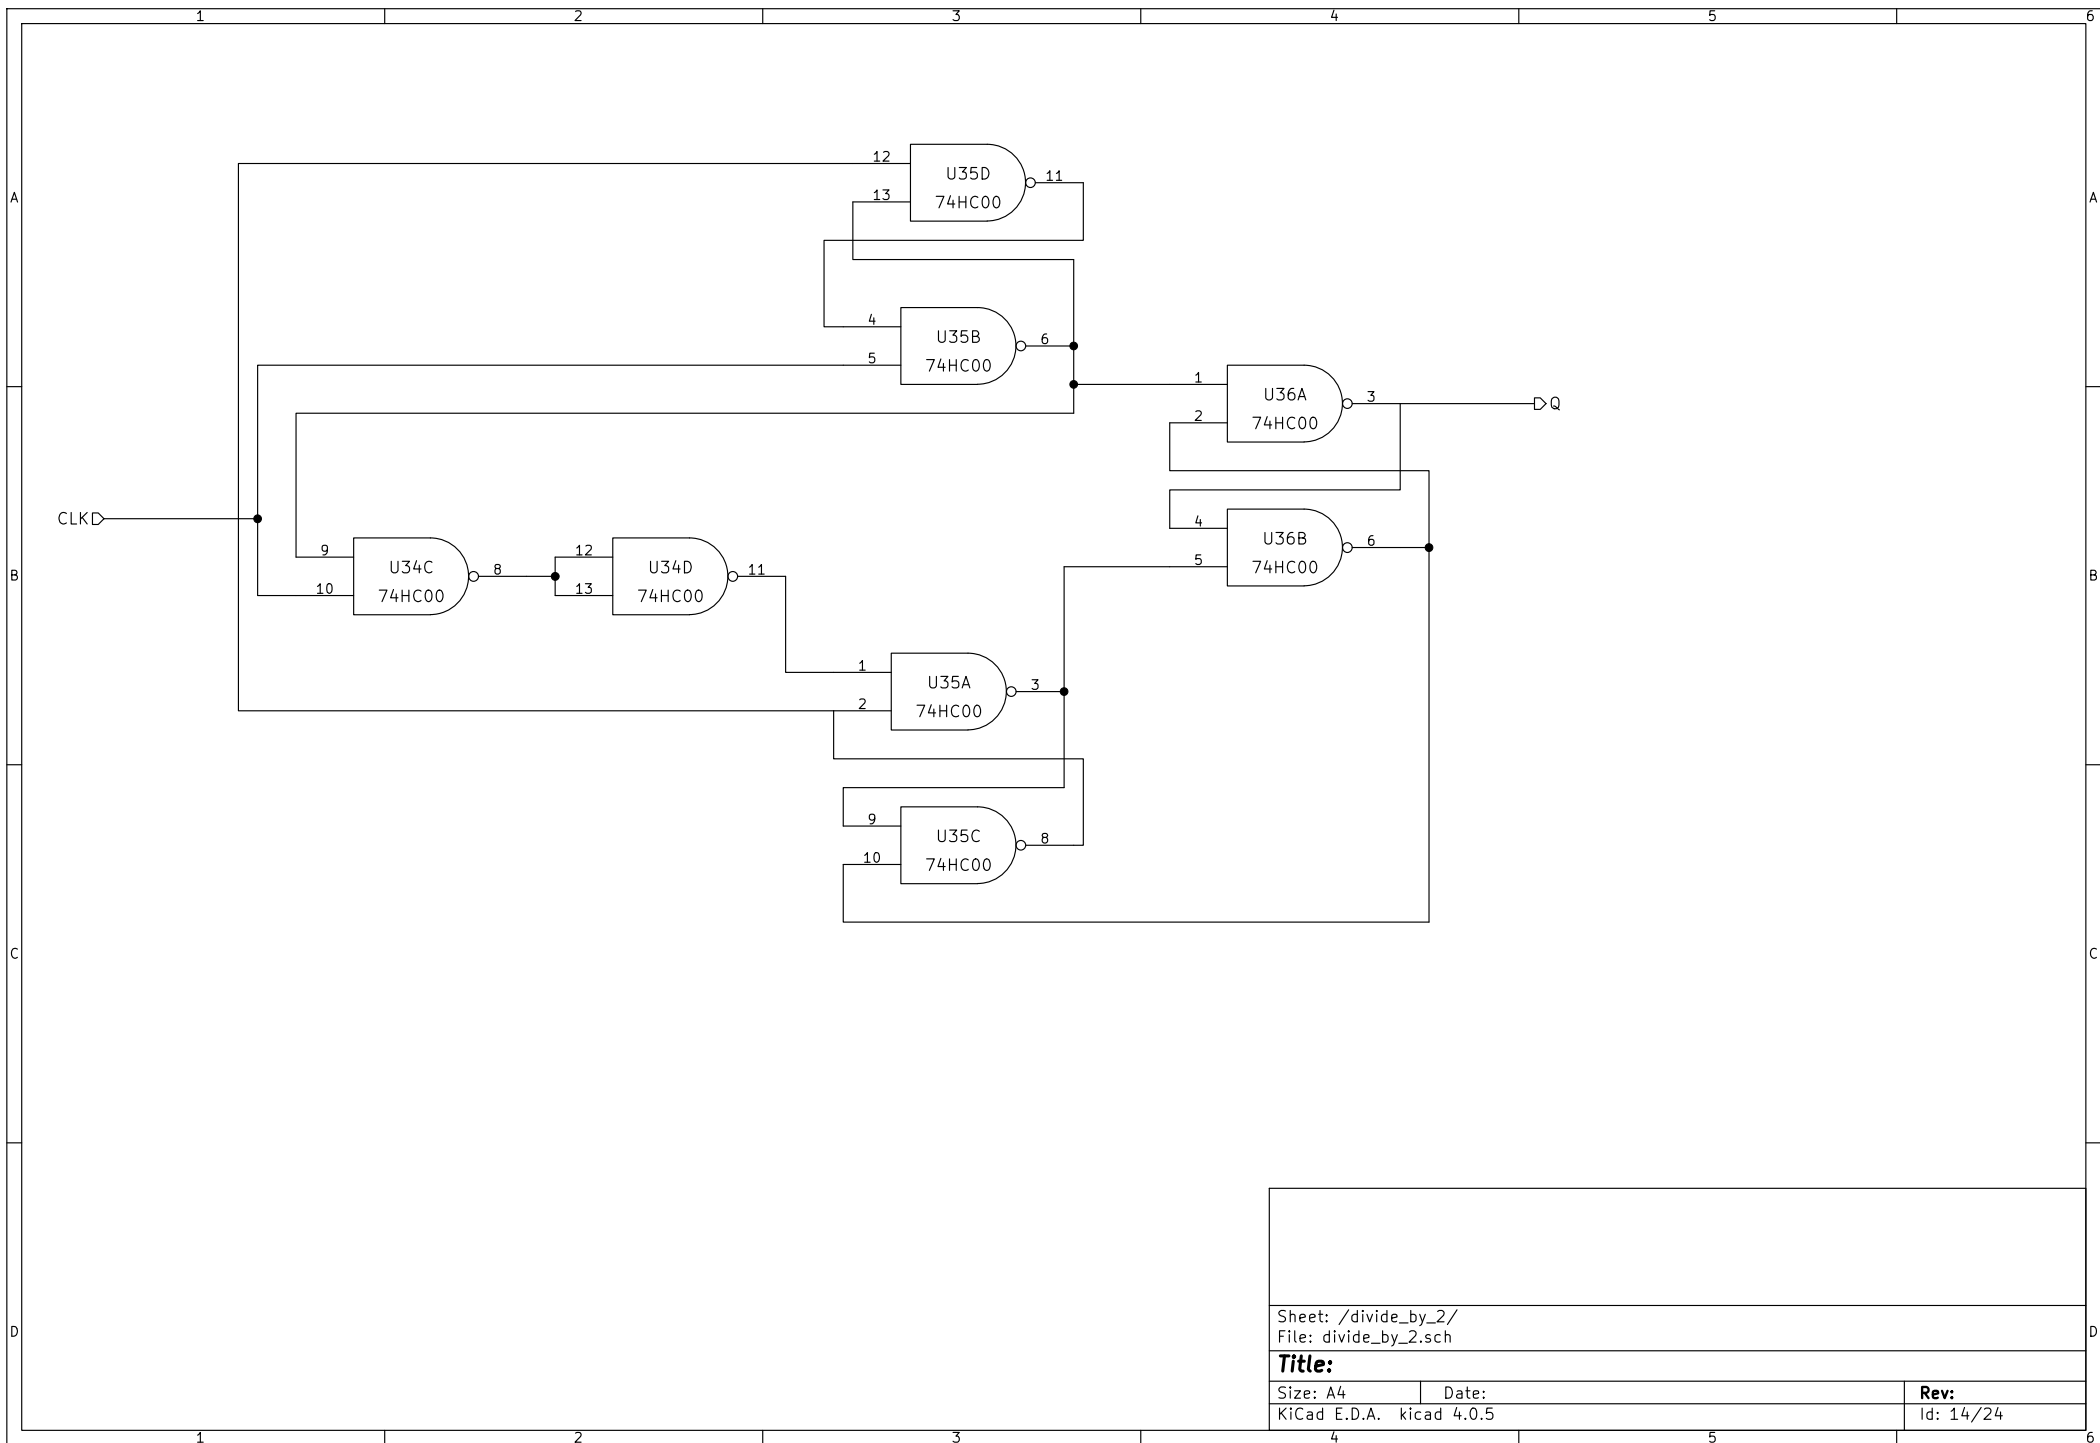 1 2 3 4 5 6
A A
B B
C C
D D
12
13
U35D
74HC00
11
4
5
U35B
74HC00
6
1
2
U36A
74HC00
3
Q
CLK
9
10
U34C
74HC00
8
12
13
U34D
74HC00
11
4
5
U36B
74HC00
6
1
2
U35A
74HC00
3
9
10
U35C
74HC00
8
Sheet: /divide_by_2/
File: divide_by_2.sch
Title:
Size: A4 Date: Rev:
KiCad E.D.A. kicad 4.0.5 Id: 14/24
1 2 3 4 5 6